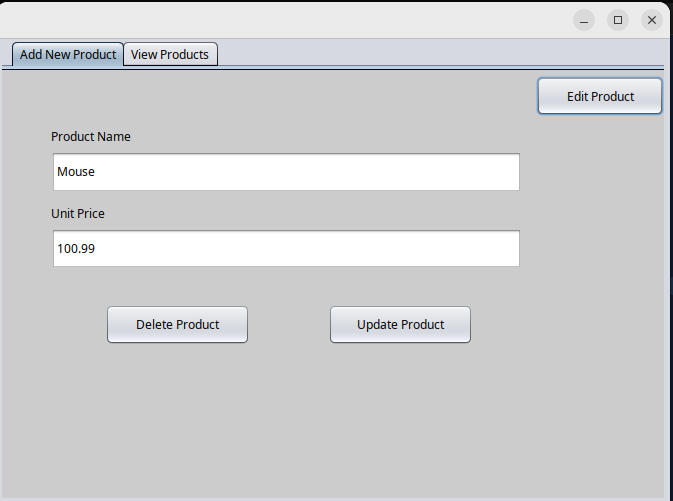 Add New Product View Products
Edit Product
Product Name
Mouse
Unit Price
100.99
Delete Product Update Product